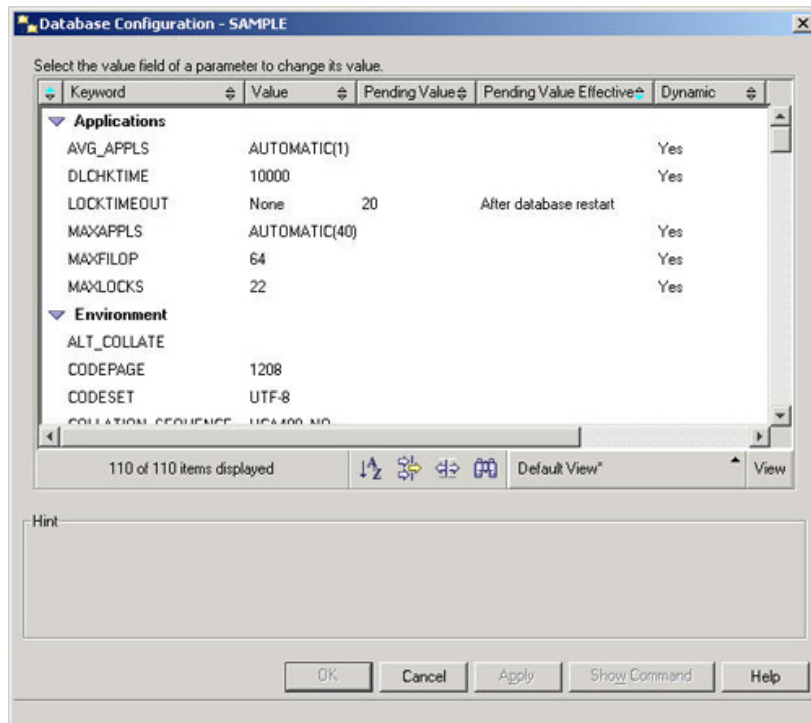 Database Configuration - SAMPLE
Select the value field of a parameter to change its value.
Keyword Value Pending Value Pending Value Effective Dynamic
Applications
AVG_APPLS AUTOMATIC(1) Yes
DLCHKTIME 10000 Yes
LOCKTIMEOUT None 20 After database restart
MAXAPPLS AUTOMATIC(40) Yes
MAXFILOP 64 Yes
MAXLOCKS 22 Yes
Environment
ALT_COLLATE
CODEPAGE 1208
CODESET UTF-8
COLLATION_SEQUENCE UCA400_NO
110 of 110 items displayed Default View* View
Hint
OK Cancel Apply Show Command Help